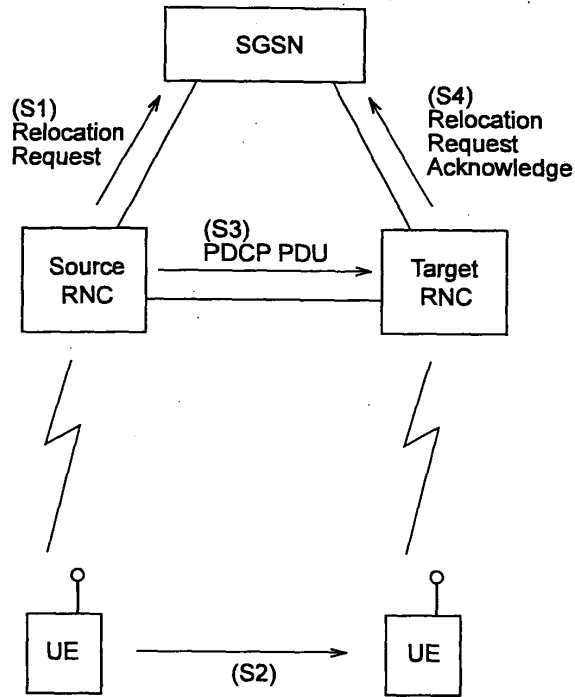 SGSN
(S1)
Relocation
Request
(S4)
Relocation
Request
Acknowledge
(S3)
PDCP PDU
Source
RNC
Target
RNC
UE
UE
(S2)